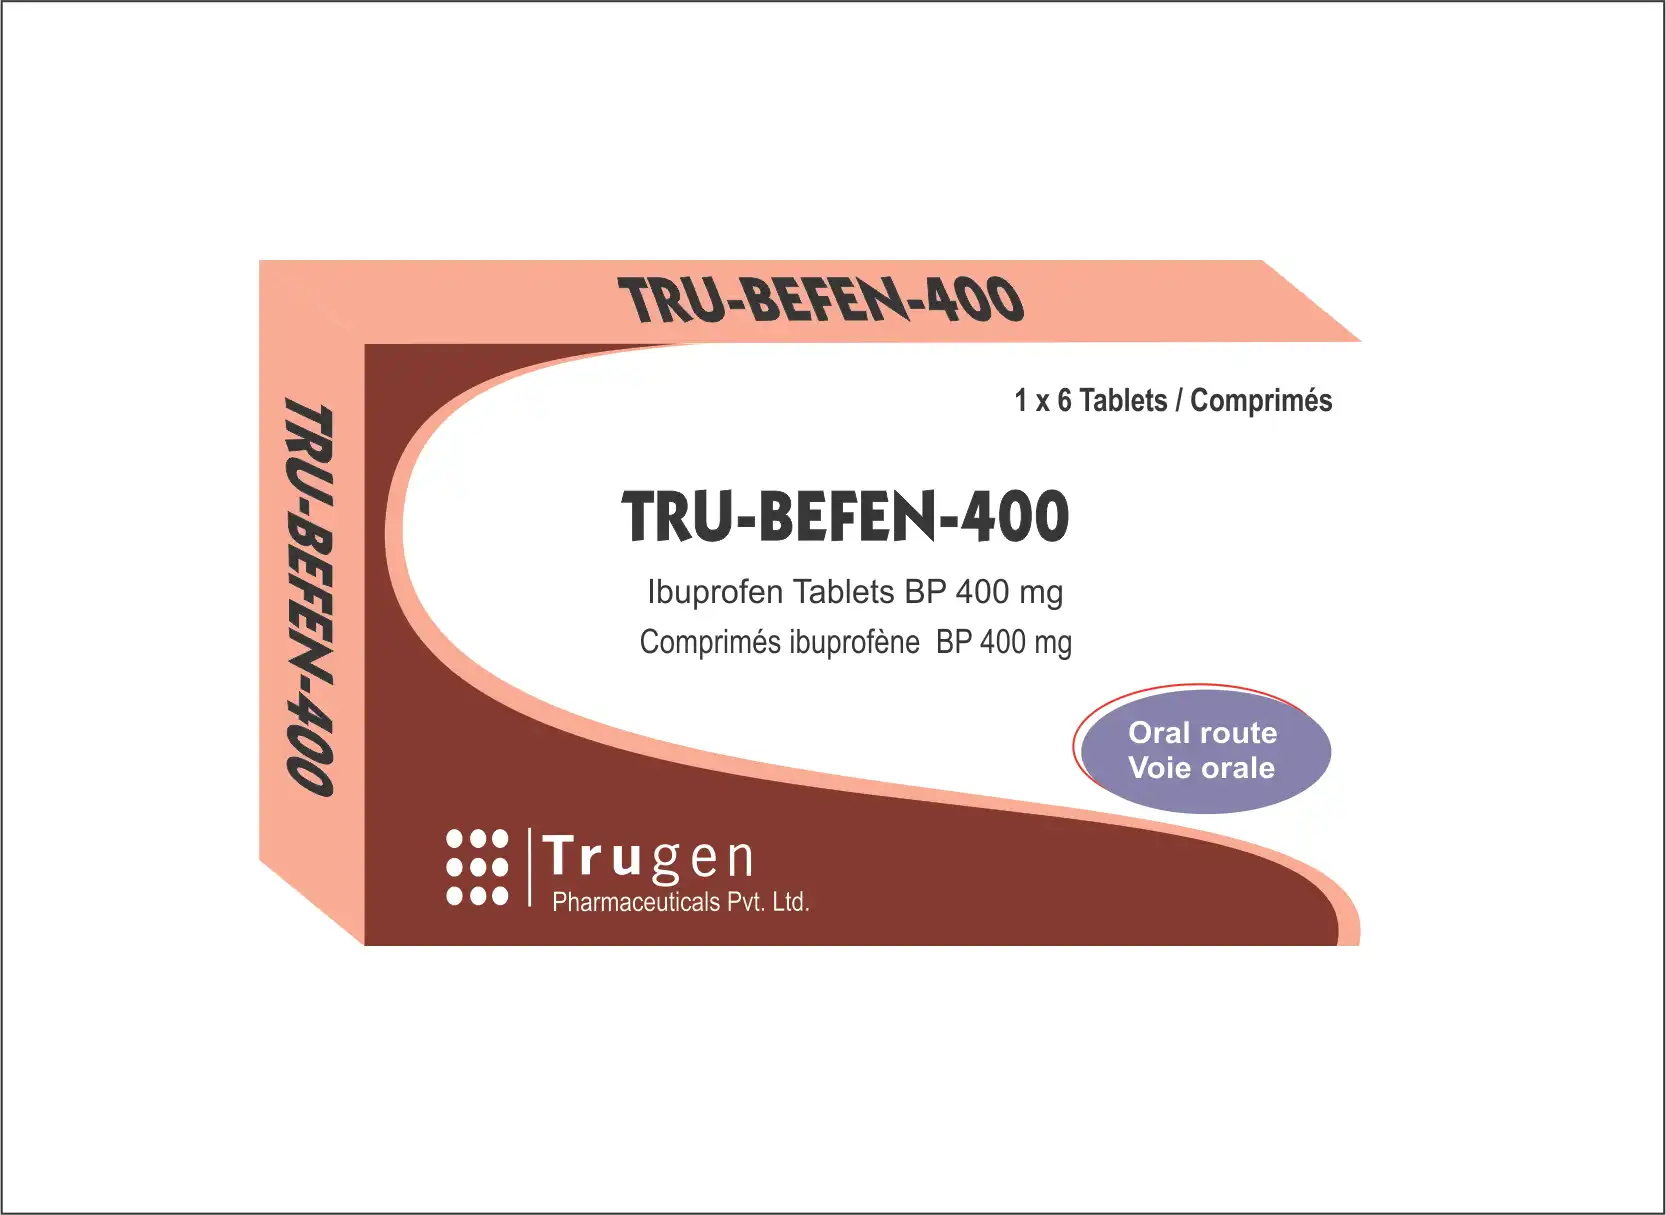 TRU-BEFEN-400
TRU-BEFEN-400
1 x 6 Tablets / Comprimés
TRU-BEFEN-400
Ibuprofen Tablets BP 400 mg
Comprimés ibuprofène BP 400 mg
Oral route
Voie orale
Trugen
Pharmaceuticals Pvt. Ltd.